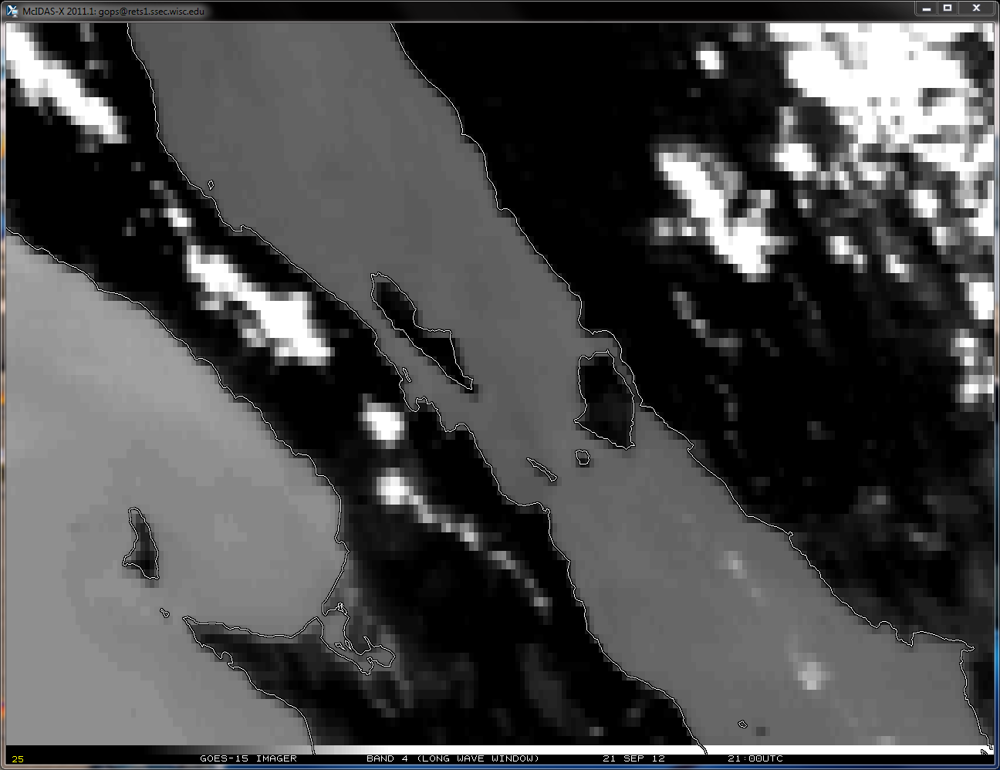 McIDAS-X 2011.1: gops@rets1.ssec.wisc.edu
25 GOES-15 IMAGER BAND 4 (LONG WAVE WINDOW) 21 SEP 12 21:00UTC